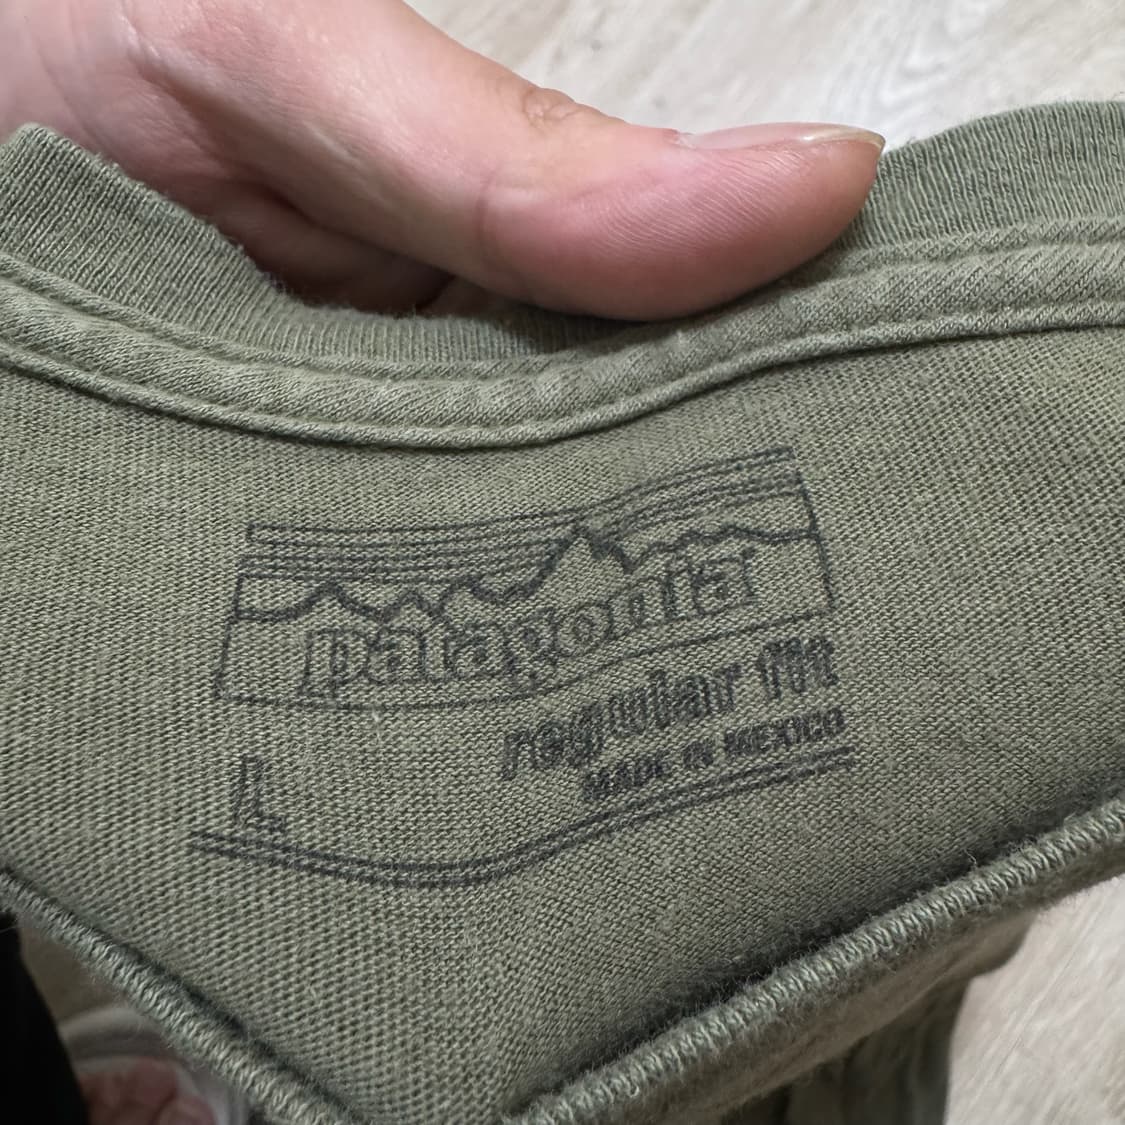 patagonia
regular fit
L
MADE IN MEXICO